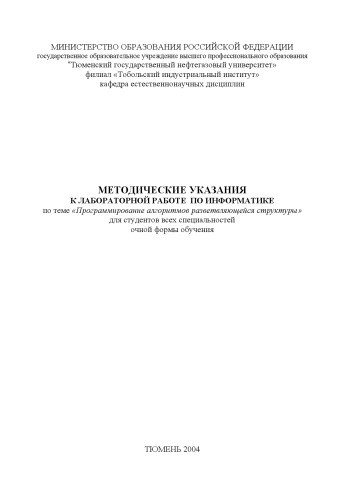 МИНИСТЕРСТВО ОБРАЗОВАНИЯ РОССИЙСКОЙ ФЕДЕРАЦИИ
государственное образовательное учреждение высшего профессионального образования
"Тюменский государственный нефтегазовый университет»
филиал «Тобольский индустриальный институт»
кафедра естественнонаучных дисциплин
МЕТОДИЧЕСКИЕ УКАЗАНИЯ
К ЛАБОРАТОРНОЙ РАБОТЕ ПО ИНФОРМАТИКЕ
по теме «Программирование алгоритмов разветвляющейся структуры»
для студентов всех специальностей
очной формы обучения
ТЮМЕНЬ 2004